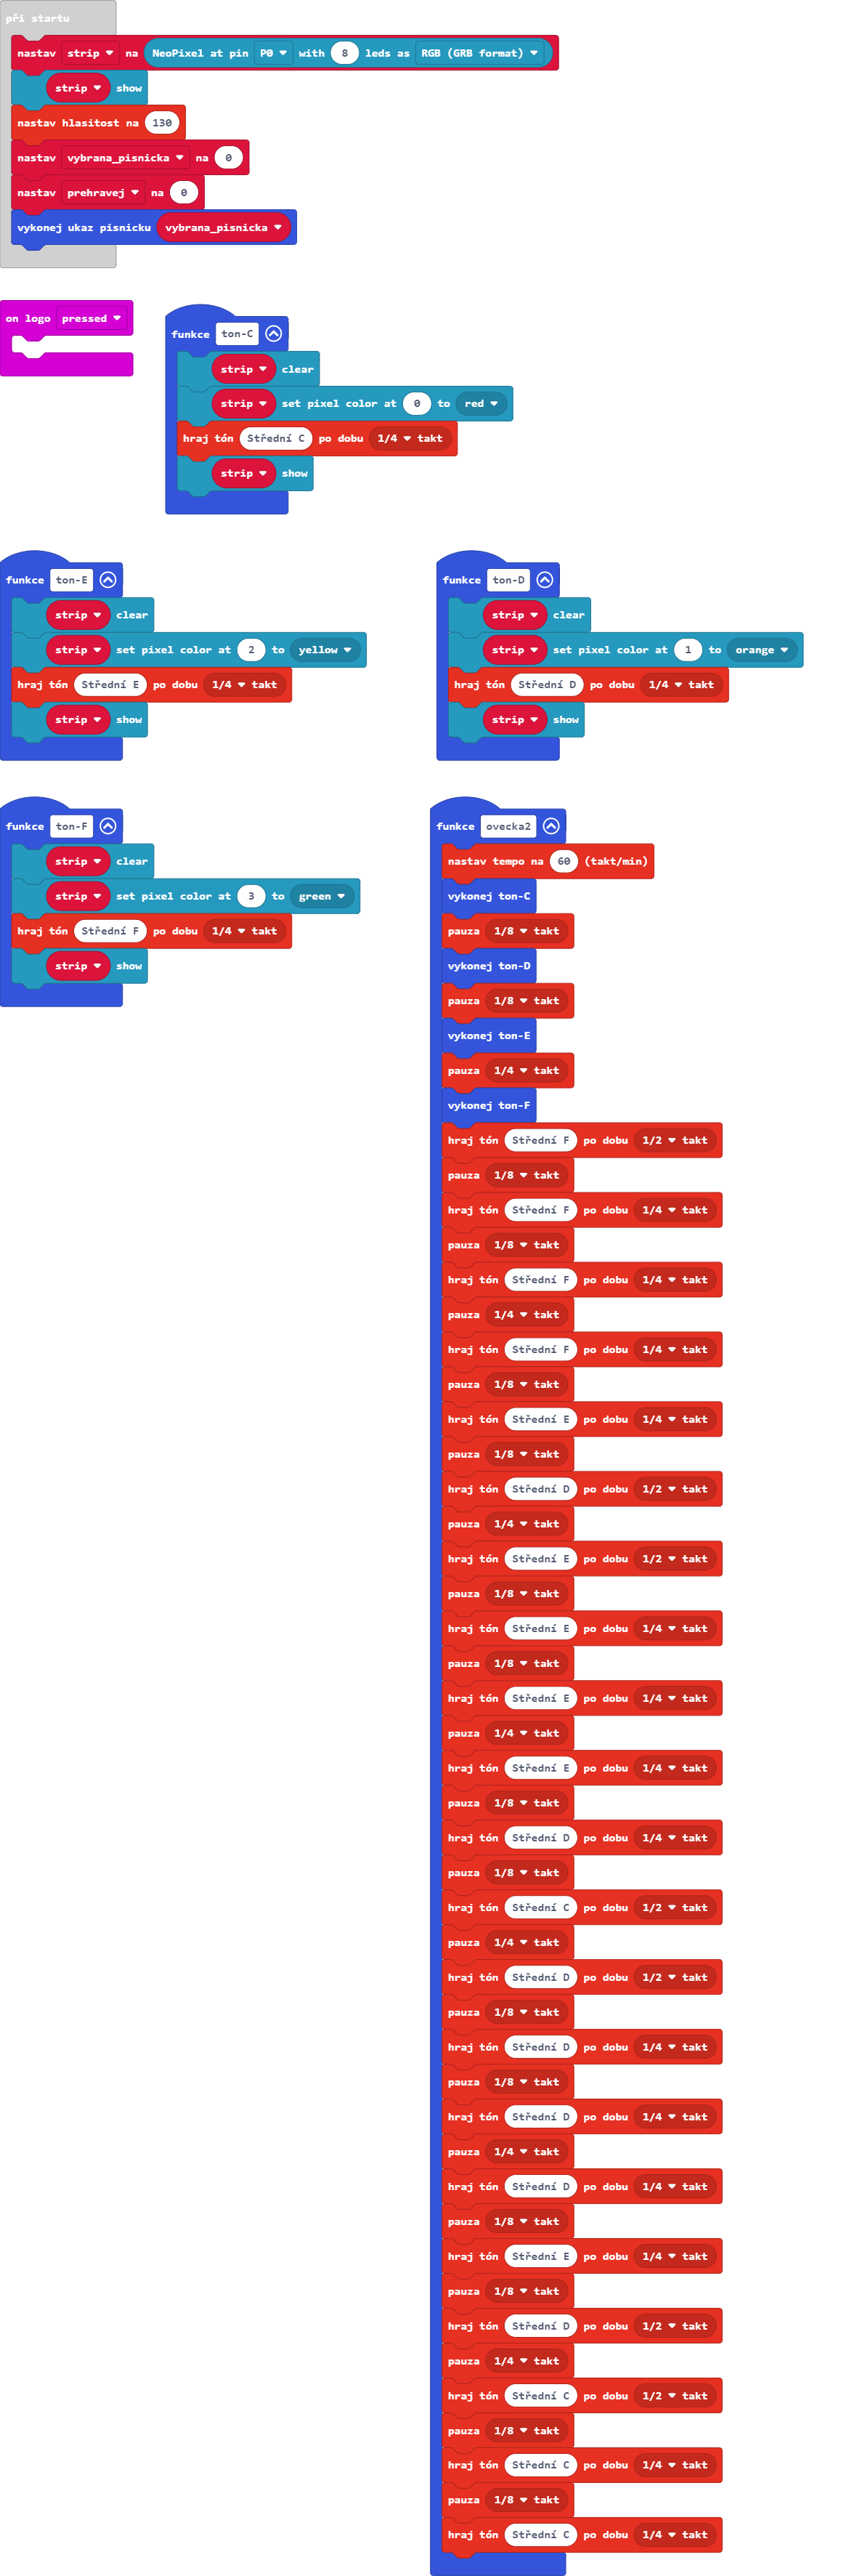 při startu
nastav strip na NeoPixel at pin P0 with 8 leds as RGB (GRB format)
strip show
nastav hlasitost na 130
nastav vybrana_pisnicka na 0
nastav prehravej na 0
vykonej ukaz pisnicku vybrana_pisnicka
on logo pressed
funkce ton-C
strip clear
strip set pixel color at 0 to red
hraj tón Střední C po dobu 1/4 takt
strip show
funkce ton-E
strip clear
strip set pixel color at 2 to yellow
hraj tón Střední E po dobu 1/4 takt
strip show
funkce ton-D
strip clear
strip set pixel color at 1 to orange
hraj tón Střední D po dobu 1/4 takt
strip show
funkce ton-F
strip clear
strip set pixel color at 3 to green
hraj tón Střední F po dobu 1/4 takt
strip show
funkce ovecka2
nastav tempo na 60 (takt/min)
vykonej ton-C
pauza 1/8 takt
vykonej ton-D
pauza 1/8 takt
vykonej ton-E
pauza 1/4 takt
vykonej ton-F
hraj tón Střední F po dobu 1/2 takt
pauza 1/8 takt
hraj tón Střední F po dobu 1/4 takt
pauza 1/8 takt
hraj tón Střední F po dobu 1/4 takt
pauza 1/4 takt
hraj tón Střední F po dobu 1/4 takt
pauza 1/8 takt
hraj tón Střední E po dobu 1/4 takt
pauza 1/8 takt
hraj tón Střední D po dobu 1/2 takt
pauza 1/4 takt
hraj tón Střední E po dobu 1/2 takt
pauza 1/8 takt
hraj tón Střední E po dobu 1/4 takt
pauza 1/8 takt
hraj tón Střední E po dobu 1/4 takt
pauza 1/4 takt
hraj tón Střední E po dobu 1/4 takt
pauza 1/8 takt
hraj tón Střední D po dobu 1/4 takt
pauza 1/8 takt
hraj tón Střední C po dobu 1/2 takt
pauza 1/4 takt
hraj tón Střední D po dobu 1/2 takt
pauza 1/8 takt
hraj tón Střední D po dobu 1/4 takt
pauza 1/8 takt
hraj tón Střední D po dobu 1/4 takt
pauza 1/4 takt
hraj tón Střední D po dobu 1/4 takt
pauza 1/8 takt
hraj tón Střední E po dobu 1/4 takt
pauza 1/8 takt
hraj tón Střední D po dobu 1/2 takt
pauza 1/4 takt
hraj tón Střední C po dobu 1/2 takt
pauza 1/8 takt
hraj tón Střední C po dobu 1/4 takt
pauza 1/8 takt
hraj tón Střední C po dobu 1/4 takt